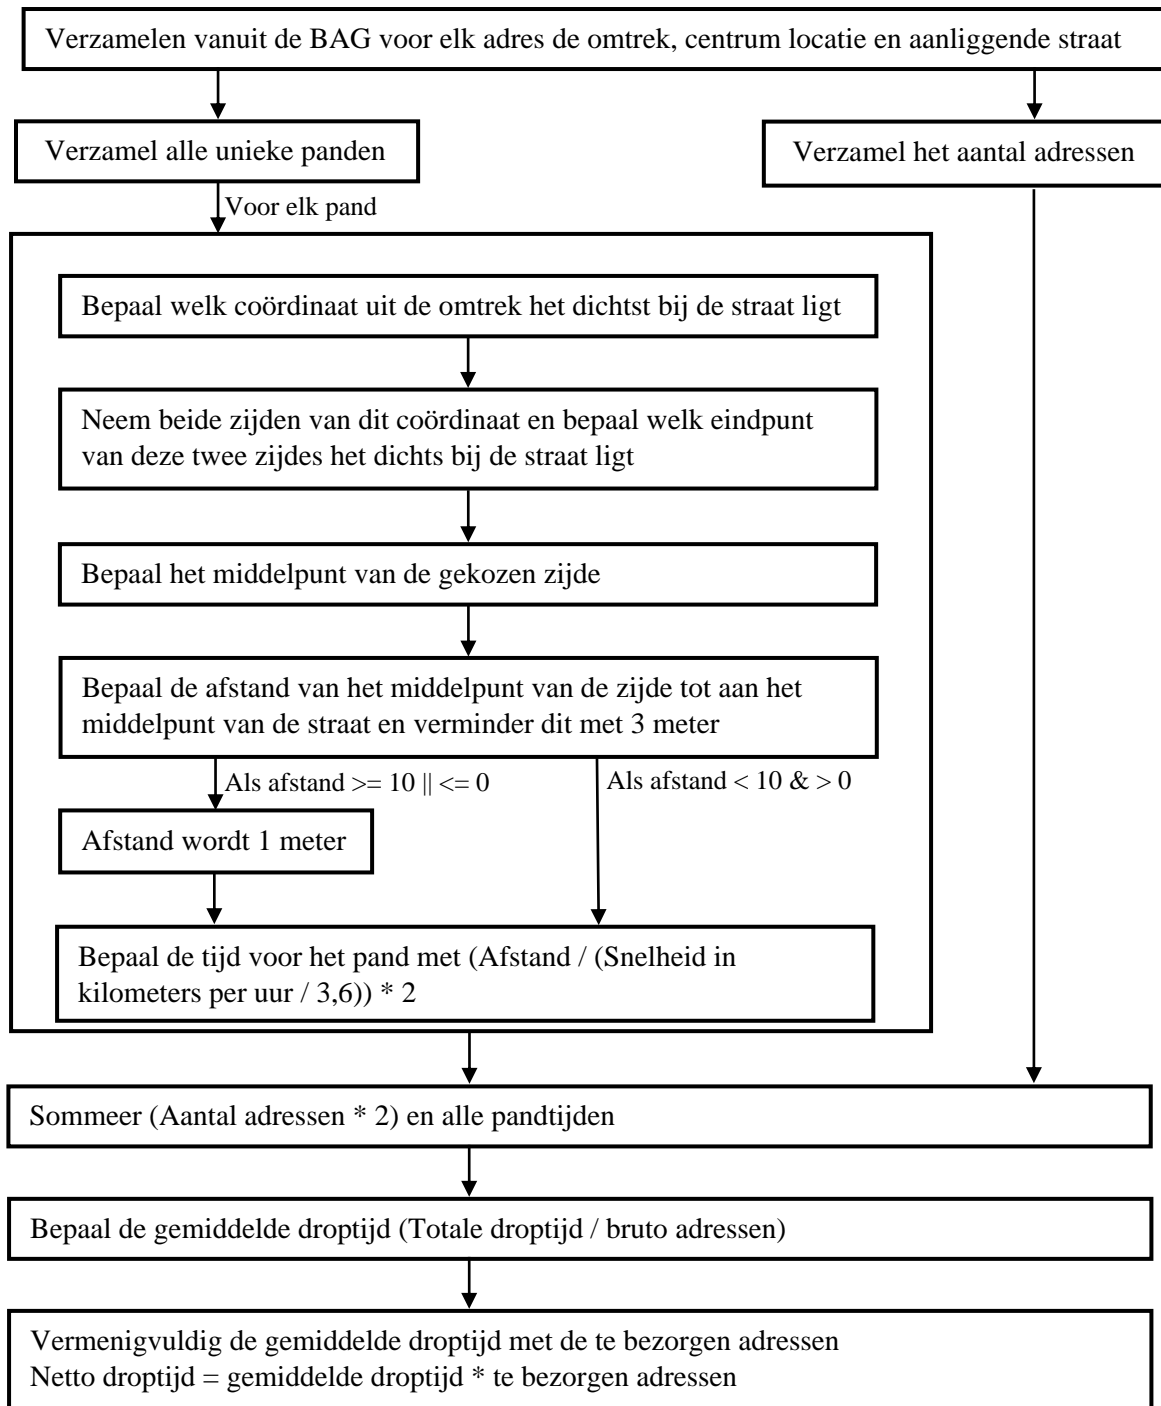 Verzamelen vanuit de BAG voor elk adres de omtrek, centrum locatie en aanliggende straat
Verzamel alle unieke panden
Verzamel het aantal adressen
Voor elk pand
Bepaal welk coördinaat uit de omtrek het dichtst bij de straat ligt
Neem beide zijden van dit coördinaat en bepaal welk eindpunt
van deze twee zijdes het dichts bij de straat ligt
Bepaal het middelpunt van de gekozen zijde
Bepaal de afstand van het middelpunt van de zijde tot aan het
middelpunt van de straat en verminder dit met 3 meter
Als afstand >= 10 || <= 0
Als afstand < 10 & > 0
Afstand wordt 1 meter
Bepaal de tijd voor het pand met (Afstand / (Snelheid in
kilometers per uur / 3,6)) * 2
Sommeer (Aantal adressen * 2) en alle pandtijden
Bepaal de gemiddelde droptijd (Totale droptijd / bruto adressen)
Vermenigvuldig de gemiddelde droptijd met de te bezorgen adressen
Netto droptijd = gemiddelde droptijd * te bezorgen adressen